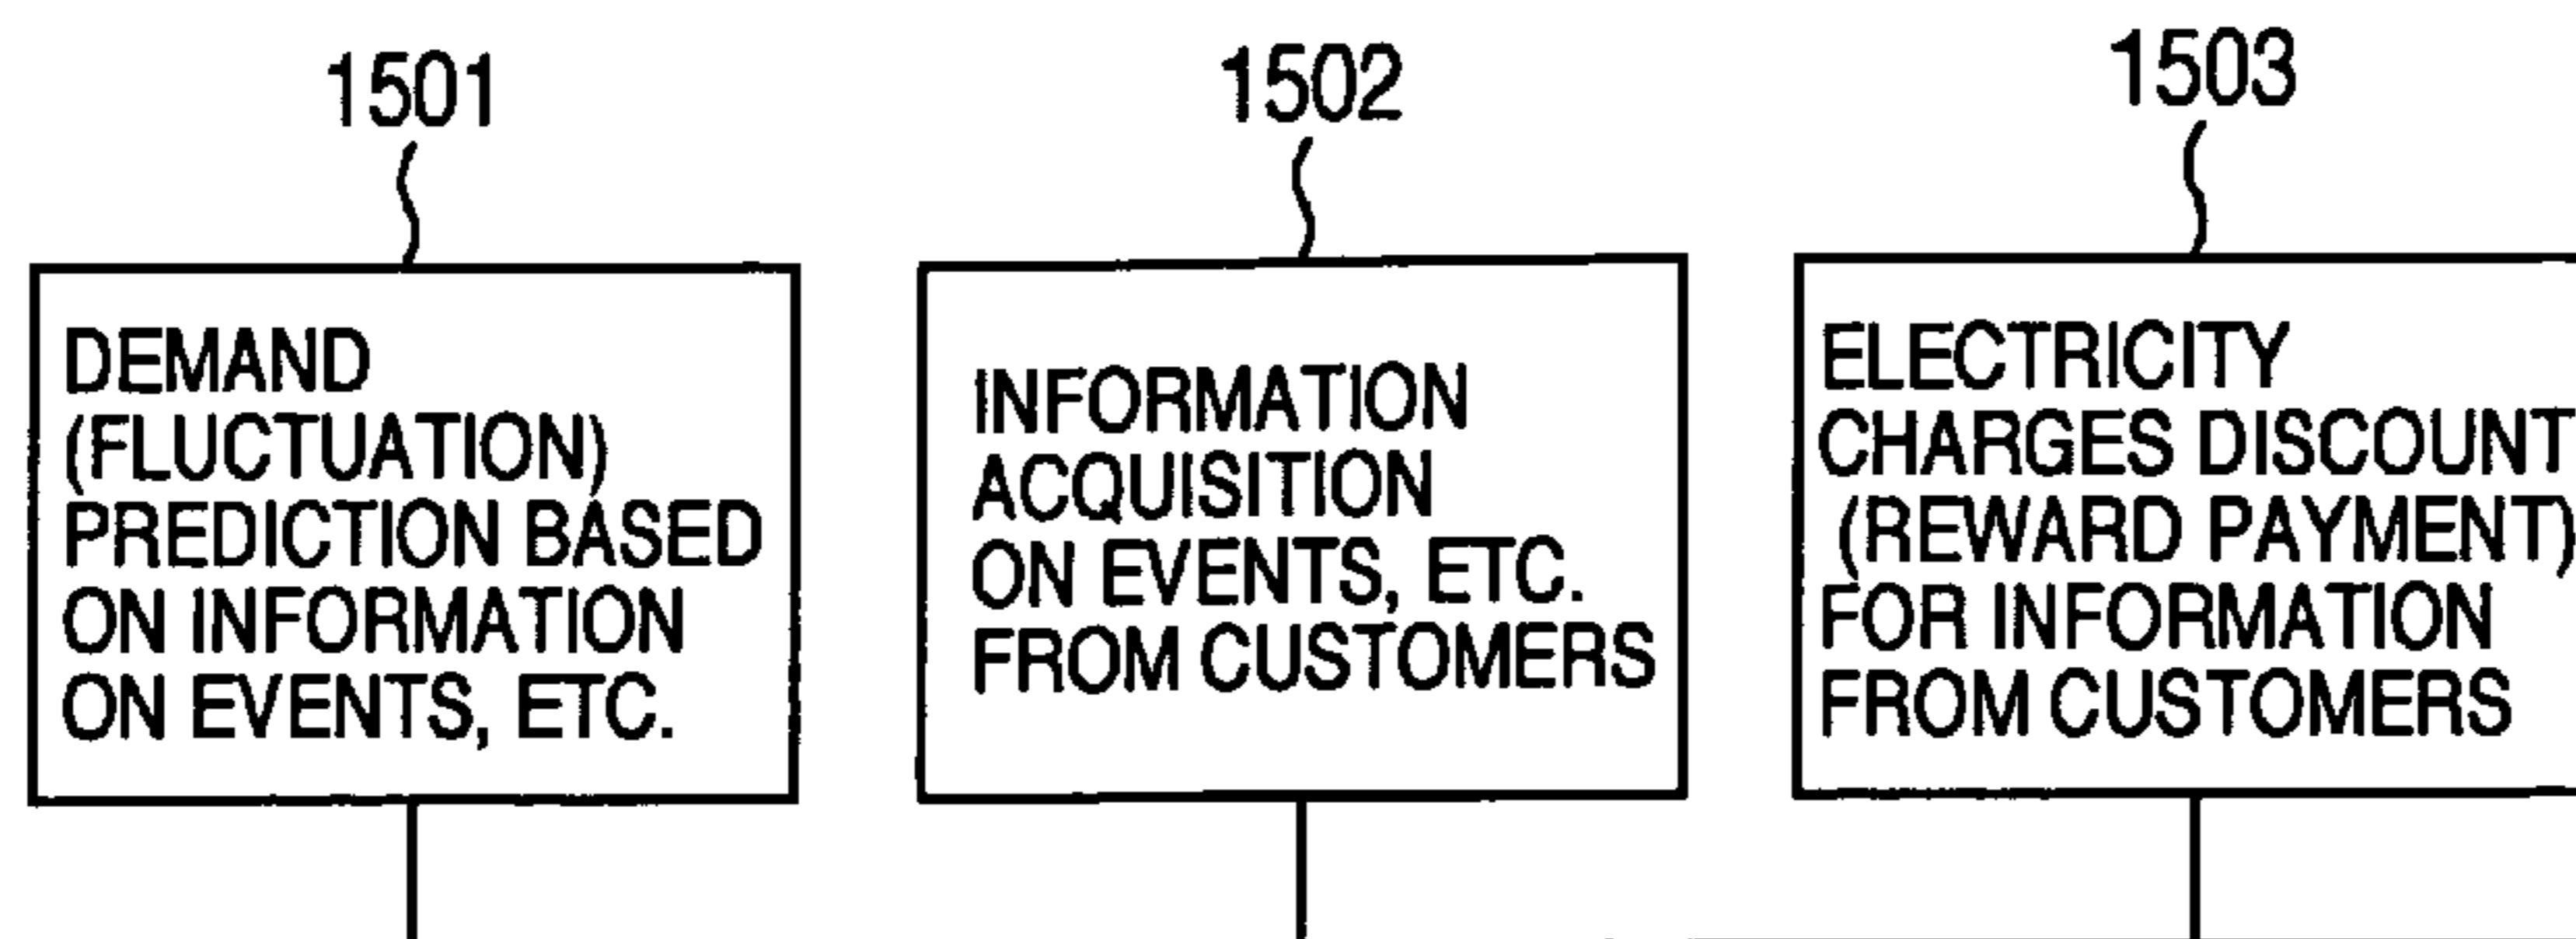 1501
1502
1503
DEMAND
(FLUCTUATION)
PREDICTION BASED
ON INFORMATION
ON EVENTS, ETC.
INFORMATION
ACQUISITION
ON EVENTS, ETC.
FROM CUSTOMERS
ELECTRICITY
CHARGES DISCOUNT
(REWARD PAYMENT)
FOR INFORMATION
FROM CUSTOMERS